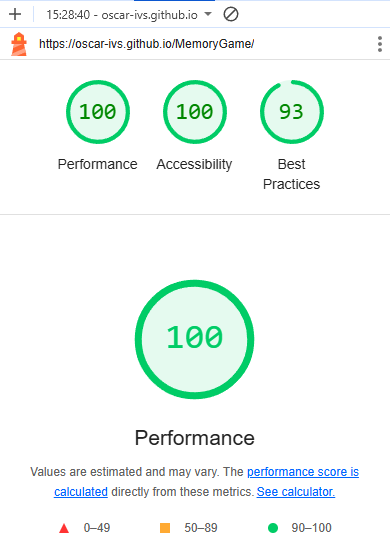 15:28:40 - oscar-ivs.github.io
https://oscar-ivs.github.io/MemoryGame/
100 100 93
Performance Accessibility Best
Practices
100
Performance
Values are estimated and may vary. The performance score is
calculated directly from these metrics. See calculator.
0–49 50–89 90–100